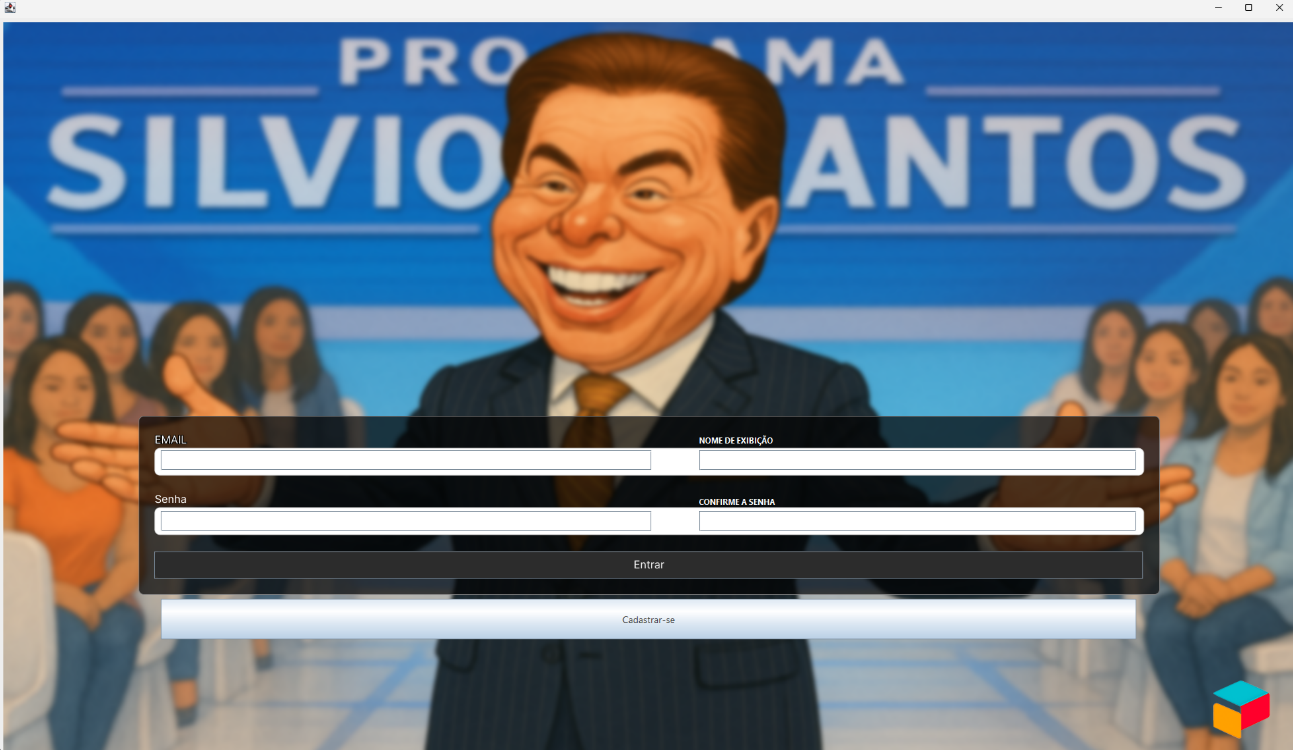 PRO AMA
SILVIO ANTOS
EMAIL
NOME DE EXIBIÇÃO
Senha
CONFIRME A SENHA
Entrar
Cadastrar-se